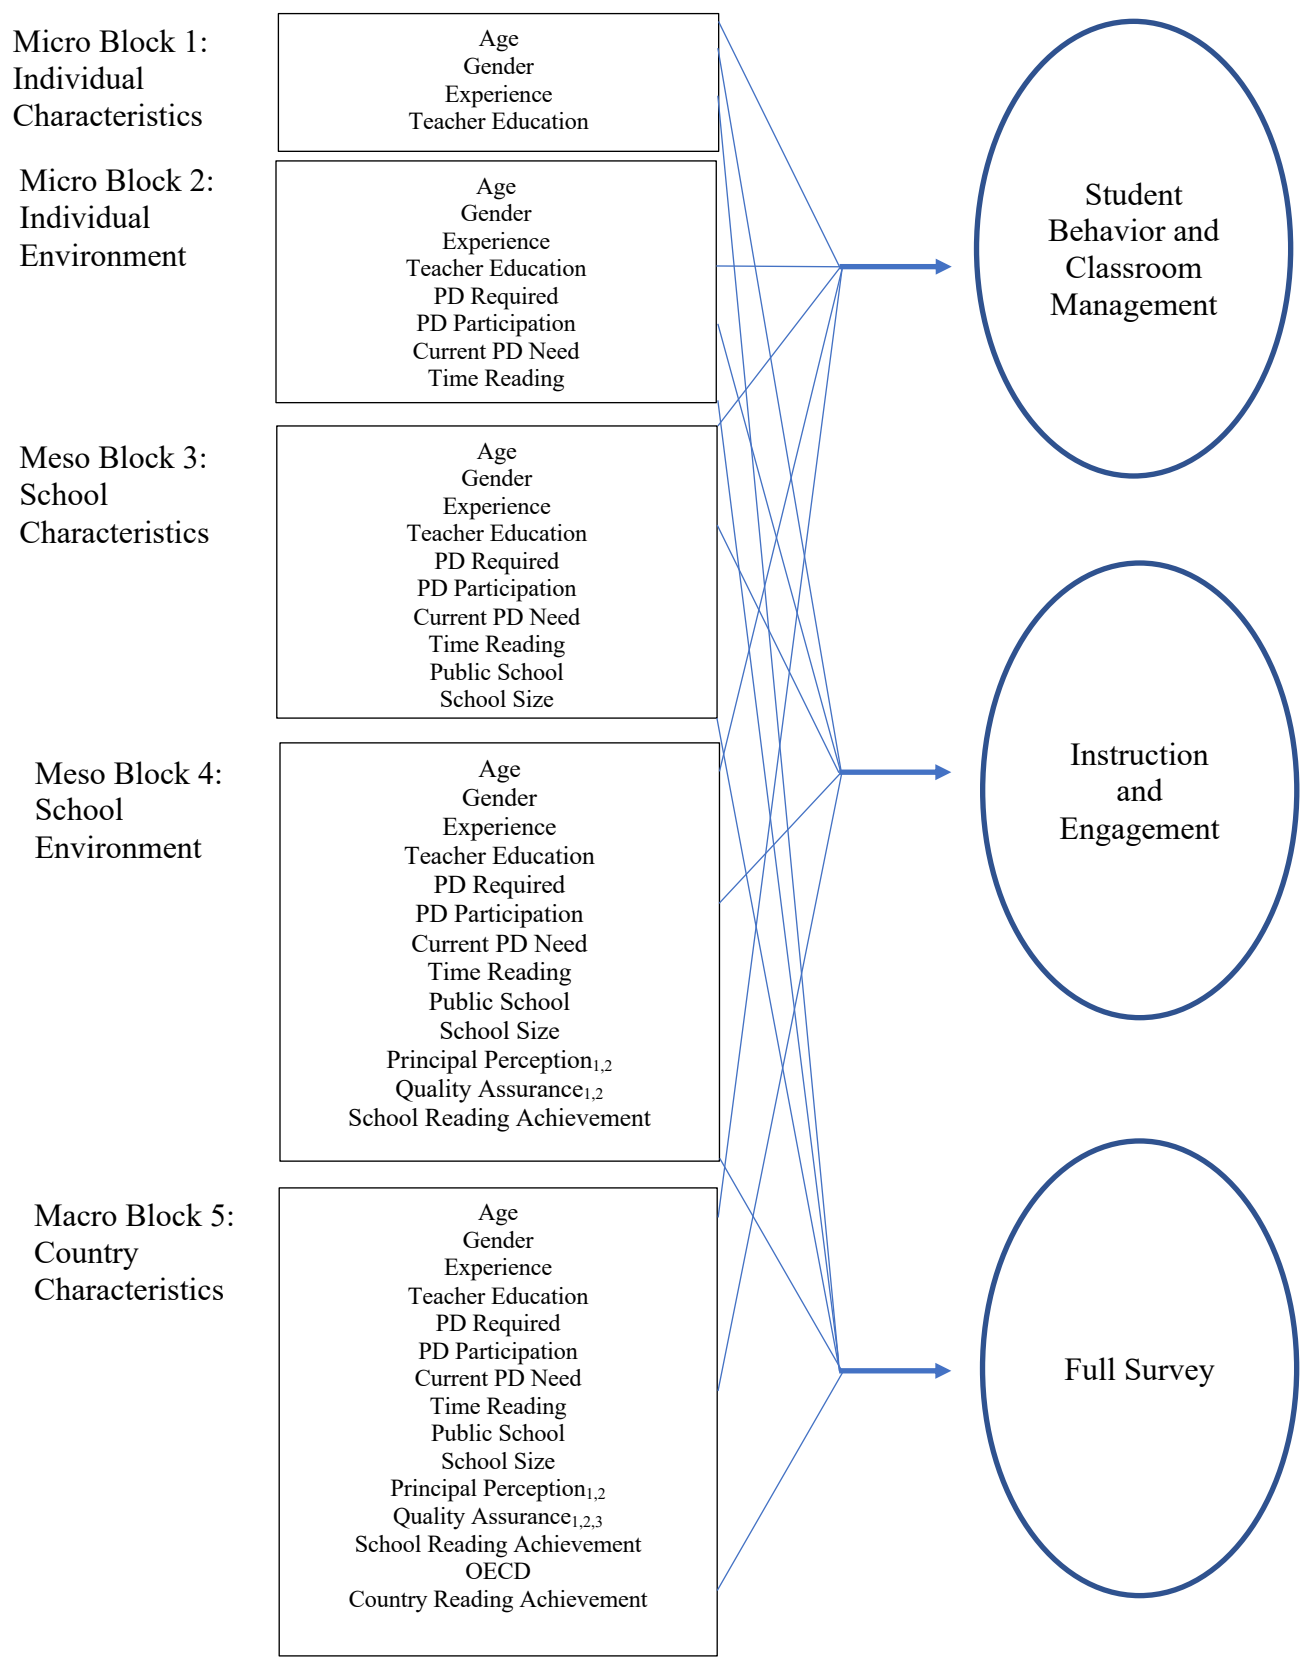 Micro Block 1:
Individual
Characteristics
Age
Gender
Experience
Teacher Education
Micro Block 2:
Individual
Environment
Age
Gender
Experience
Teacher Education
PD Required
PD Participation
Current PD Need
Time Reading
Meso Block 3:
School
Characteristics
Age
Gender
Experience
Teacher Education
PD Required
PD Participation
Current PD Need
Time Reading
Public School
School Size
Meso Block 4:
School
Environment
Age
Gender
Experience
Teacher Education
PD Required
PD Participation
Current PD Need
Time Reading
Public School
School Size
Principal Perception1,2
Quality Assurance1,2
School Reading Achievement
Macro Block 5:
Country
Characteristics
Age
Gender
Experience
Teacher Education
PD Required
PD Participation
Current PD Need
Time Reading
Public School
School Size
Principal Perception1,2
Quality Assurance1,2,3
School Reading Achievement
OECD
Country Reading Achievement
Student
Behavior and
Classroom
Management
Instruction
and
Engagement
Full Survey